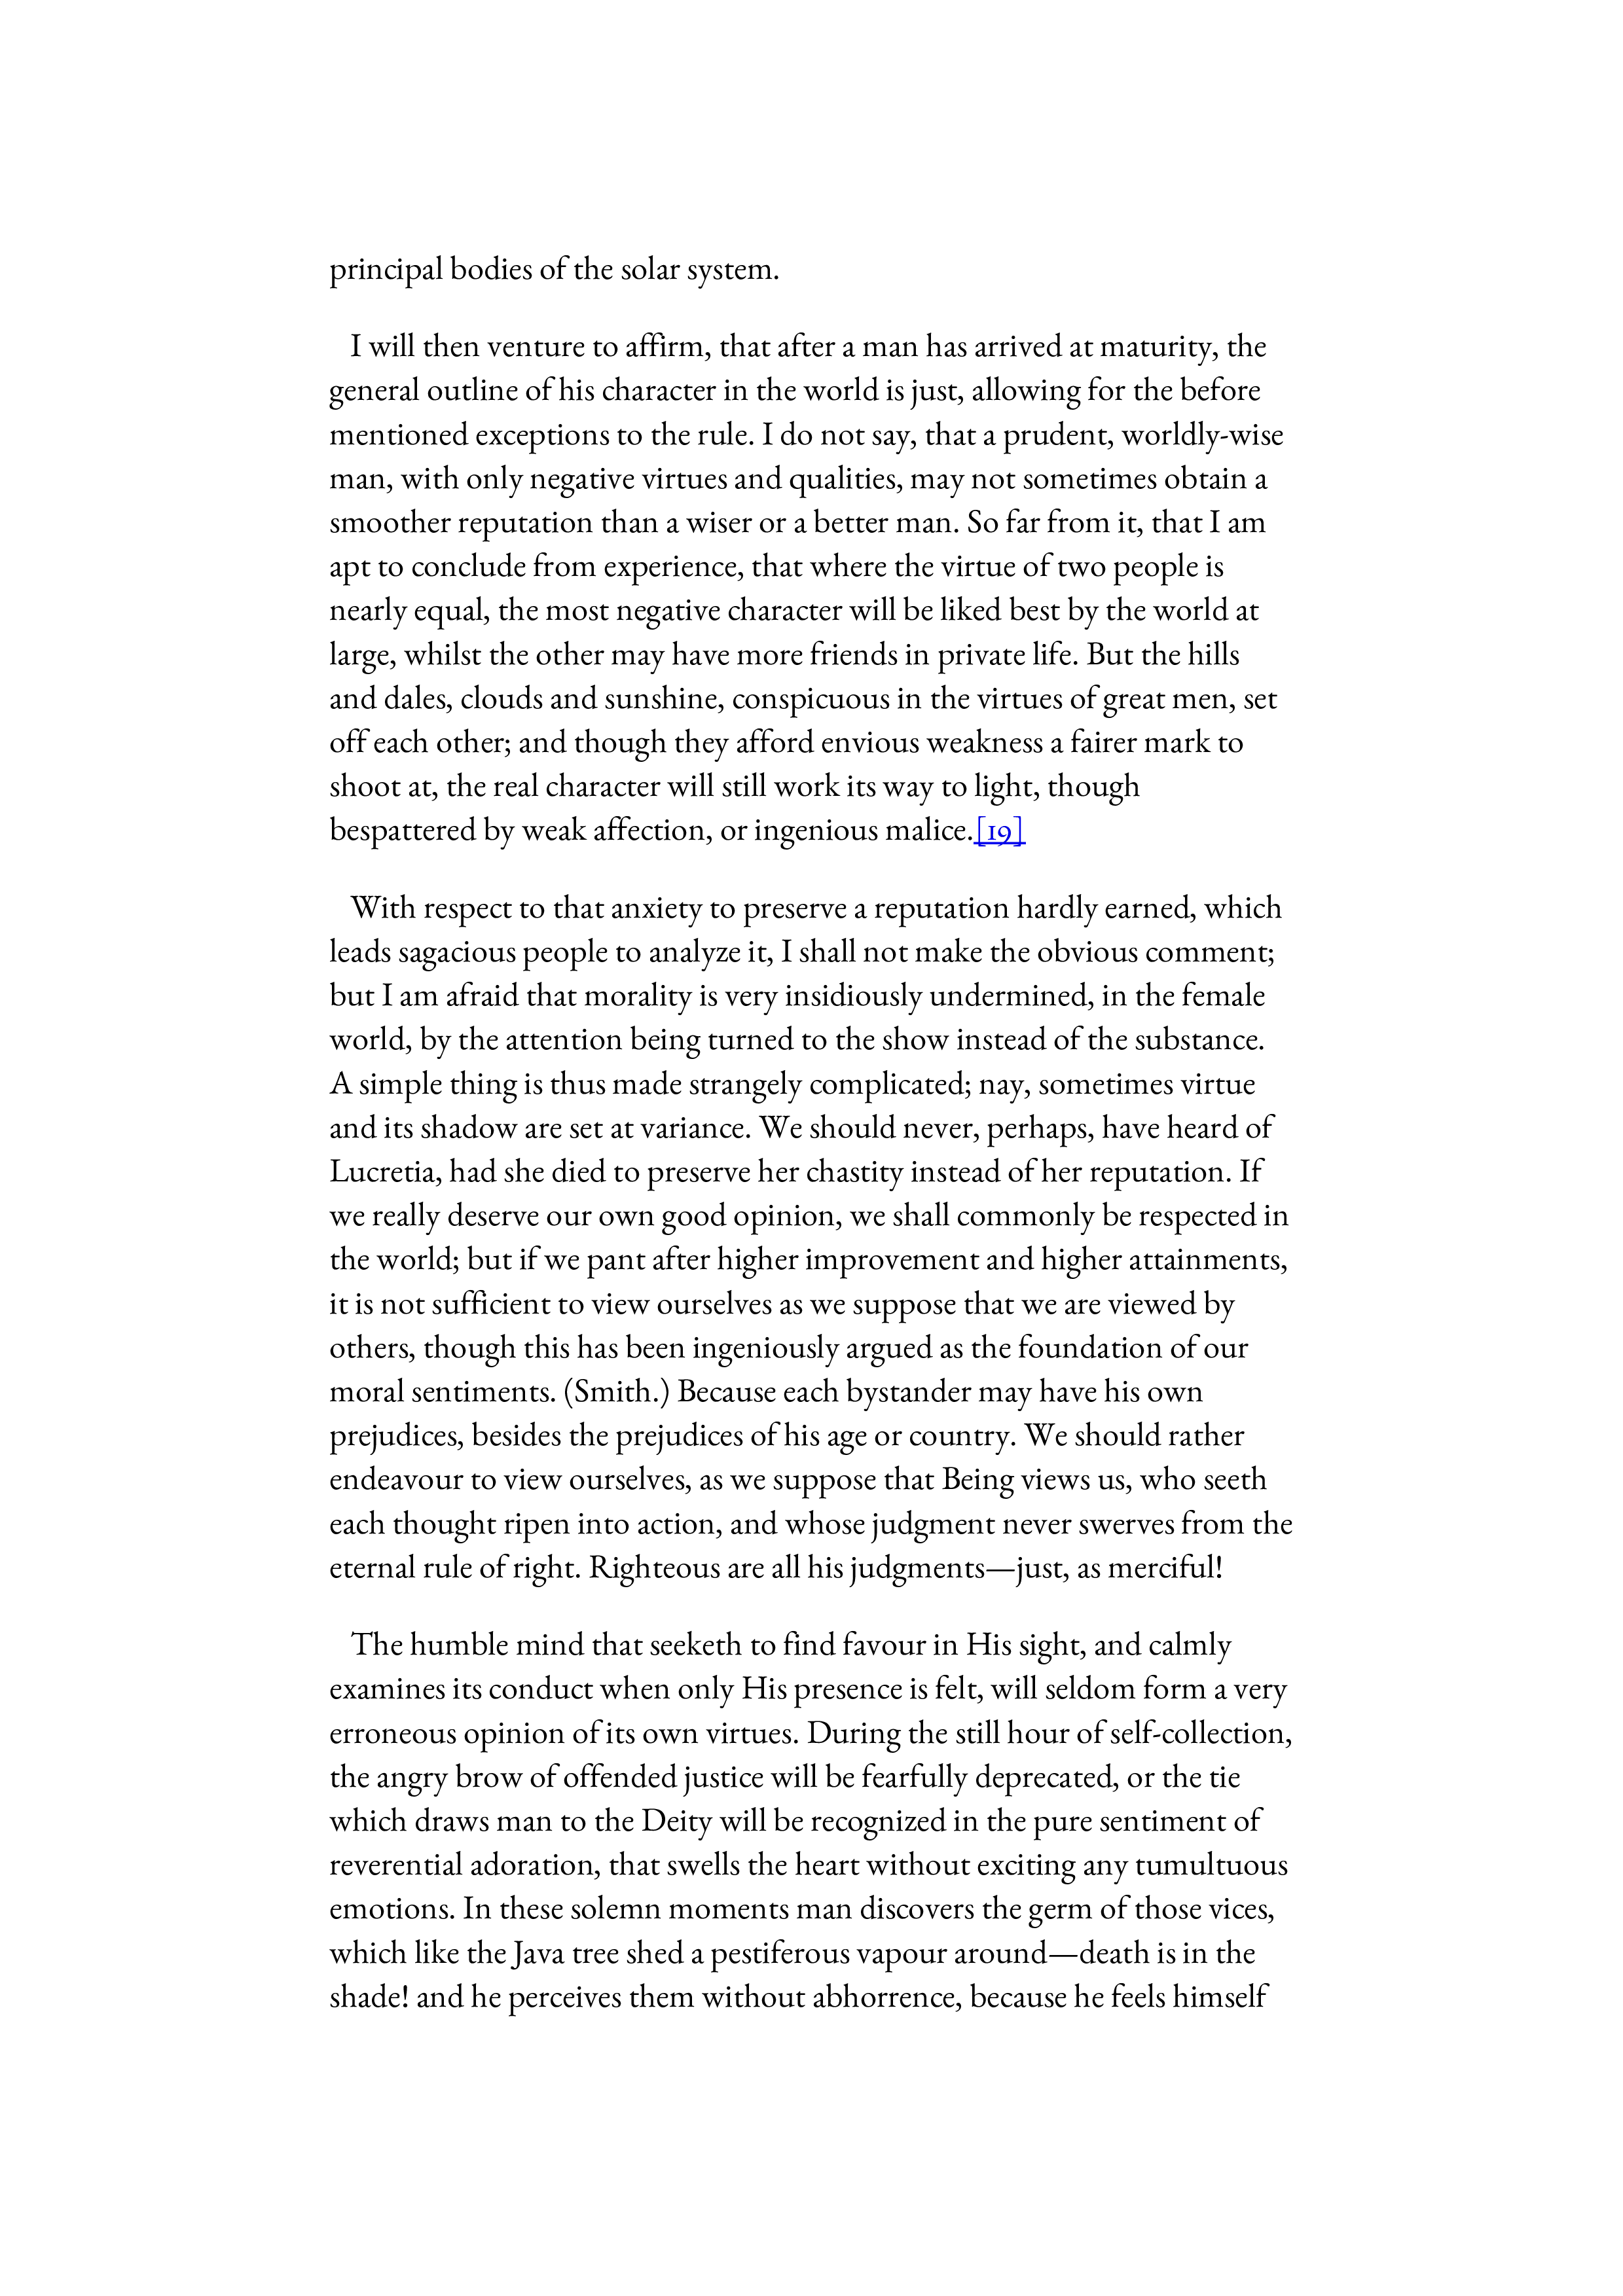 principal bodies of the solar system.
I will then venture to affirm, that after a man has arrived at maturity, the
general outline of his character in the world is just, allowing for the before
mentioned exceptions to the rule. I do not say, that a prudent, worldly-wise
man, with only negative virtues and qualities, may not sometimes obtain a
smoother reputation than a wiser or a better man. So far from it, that I am
apt to conclude from experience, that where the virtue of two people is
nearly equal, the most negative character will be liked best by the world at
large, whilst the other may have more friends in private life. But the hills
and dales, clouds and sunshine, conspicuous in the virtues of great men, set
off each other; and though they afford envious weakness a fairer mark to
shoot at, the real character will still work its way to light, though
bespattered by weak affection, or ingenious malice.[19]
With respect to that anxiety to preserve a reputation hardly earned, which
leads sagacious people to analyze it, I shall not make the obvious comment;
but I am afraid that morality is very insidiously undermined, in the female
world, by the attention being turned to the show instead of the substance.
A simple thing is thus made strangely complicated; nay, sometimes virtue
and its shadow are set at variance. We should never, perhaps, have heard of
Lucretia, had she died to preserve her chastity instead of her reputation. If
we really deserve our own good opinion, we shall commonly be respected in
the world; but if we pant after higher improvement and higher attainments,
it is not sufficient to view ourselves as we suppose that we are viewed by
others, though this has been ingeniously argued as the foundation of our
moral sentiments. (Smith.) Because each bystander may have his own
prejudices, besides the prejudices of his age or country. We should rather
endeavour to view ourselves, as we suppose that Being views us, who seeth
each thought ripen into action, and whose judgment never swerves from the
eternal rule of right. Righteous are all his judgments—just, as merciful!
The humble mind that seeketh to find favour in His sight, and calmly
examines its conduct when only His presence is felt, will seldom form a very
erroneous opinion of its own virtues. During the still hour of self-collection,
the angry brow of offended justice will be fearfully deprecated, or the tie
which draws man to the Deity will be recognized in the pure sentiment of
reverential adoration, that swells the heart without exciting any tumultuous
emotions. In these solemn moments man discovers the germ of those vices,
which like the Java tree shed a pestiferous vapour around—death is in the
shade! and he perceives them without abhorrence, because he feels himself